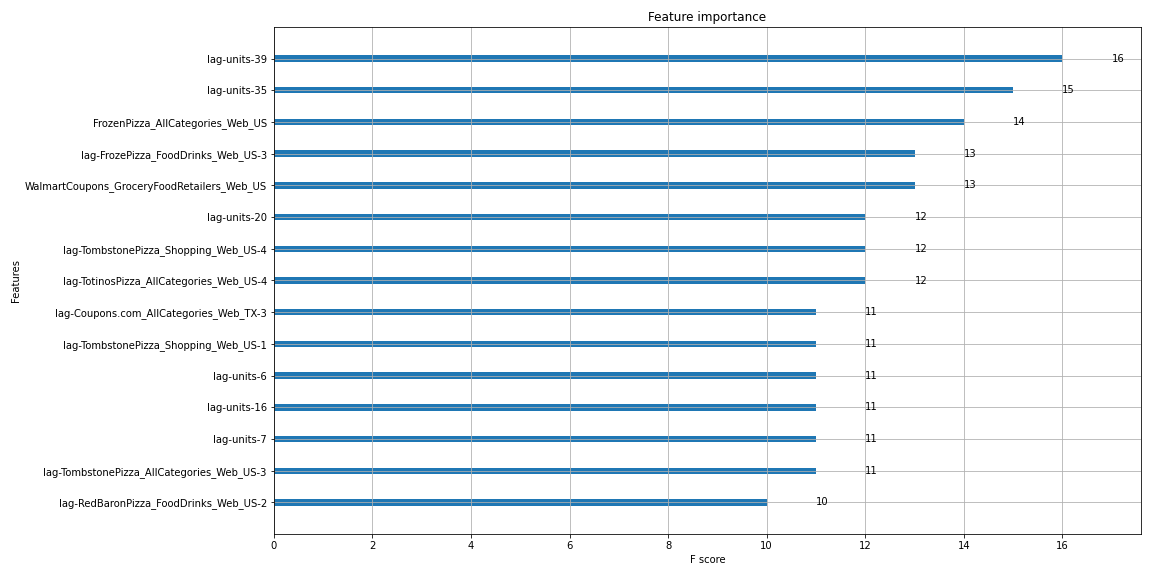 Feature importance
lag-units-39 16
lag-units-35 15
FrozenPizza_AllCategories_Web_US 14
lag-FrozePizza_FoodDrinks_Web_US-3 13
WalmartCoupons_GroceryFoodRetailers_Web_US 13
lag-units-20 12
lag-TombstonePizza_Shopping_Web_US-4 12
lag-TotinosPizza_AllCategories_Web_US-4 12
lag-Coupons.com_AllCategories_Web_TX-3 11
lag-TombstonePizza_Shopping_Web_US-1 11
lag-units-6 11
lag-units-16 11
lag-units-7 11
lag-TombstonePizza_AllCategories_Web_US-3 11
lag-RedBaronPizza_FoodDrinks_Web_US-2 10
Features
0 2 4 6 8 10 12 14 16
F score